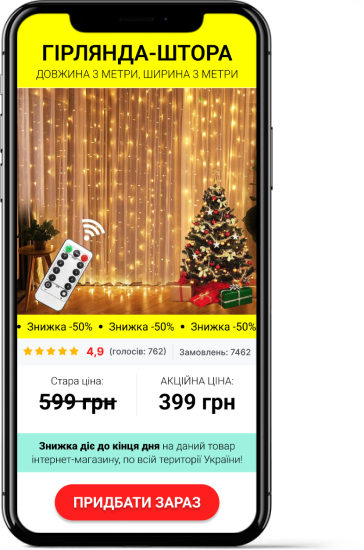 ГІРЛЯНДА-ШТОРА
ДОВЖИНА 3 МЕТРИ, ШИРИНА 3 МЕТРИ
• Знижка -50% • Знижка -50% • Знижка -50%
4,9 (голосів: 762) Замовлень: 7462
Стара ціна: АКЦІЙНА ЦІНА:
599 грн 399 грн
Знижка діє до кінця дня на даний товар
інтернет-магазину, по всій території України!
ПРИДБАТИ ЗАРАЗ